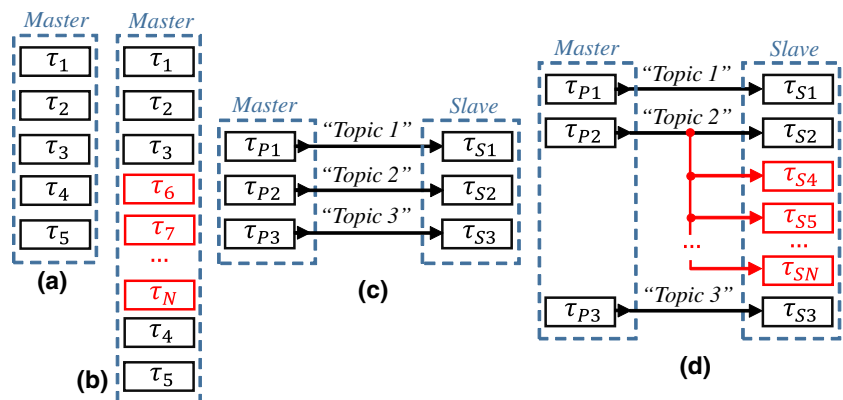 Master
τ1
τ2
τ3
τ4
τ5
(a)
Master
τ1
τ2
τ3
τ6
τ7
...
τN
τ4
τ5
(b)
Master
Slave
τP1
“Topic 1”
τS1
τP2
“Topic 2”
τS2
τP3
“Topic 3”
τS3
(c)
Master
Slave
τP1
“Topic 1”
τS1
τP2
“Topic 2”
τS2
τS4
τS5
...
...
τSN
τP3
“Topic 3”
τS3
(d)